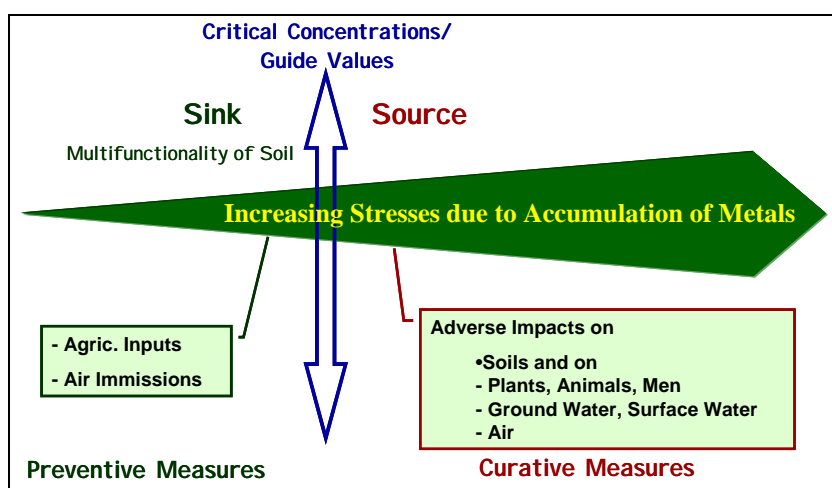 Critical Concentrations/
Guide Values
Sink
Source
Multifunctionality of Soil
Increasing Stresses due to Accumulation of Metals
- Agric. Inputs
- Air Immissions
Adverse Impacts on
•Soils and on
- Plants, Animals, Men
- Ground Water, Surface Water
- Air
Preventive Measures
Curative Measures